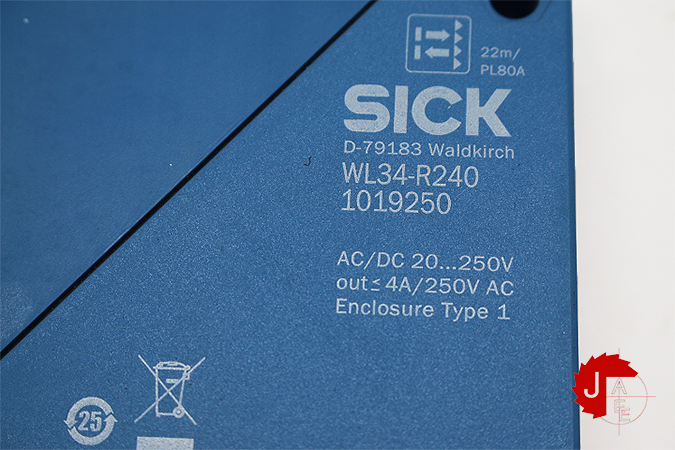 22m/
PL80A
SICK
D-79183 Waldkirch
WL34-R240
1019250
AC/DC 20...250V
out≤4A/250V AC
Enclosure Type 1
25
J